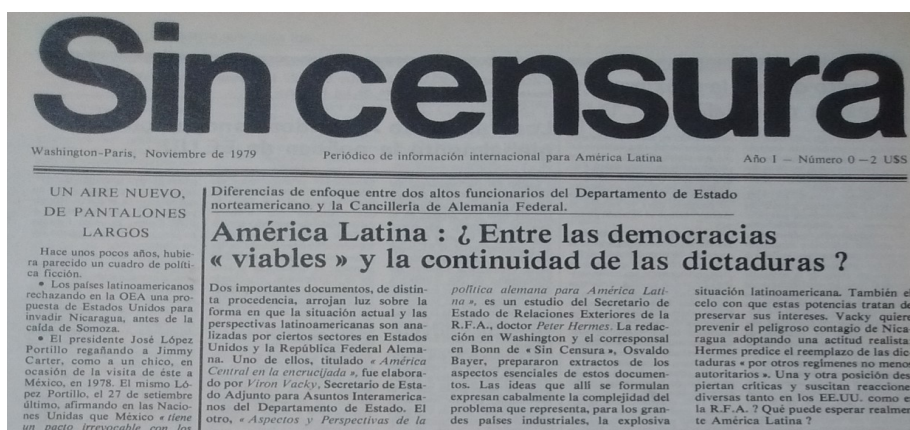 Sin censura
Washington-Paris, Noviembre de 1979
Periódico de información internacional para América Latina
Año I — Número 0—2 U$S
UN AIRE NUEVO,
DE PANTALONES
LARGOS
Hace unos pocos años, hubie-
ra parecido un cuadro de políti-
ca ficción.
• Los países latinoamericanos
rechazando en la OEA una pro-
puesta de Estados Unidos para
invadir Nicaragua, antes de la
caída de Somoza.
• El presidente José López
Portillo regañando a Jimmy
Carter, como a un chico, en
ocasión de la visita de éste a
México, en 1978. El mismo Ló-
pez Portillo, el 27 de setiembre
último, afirmando en las Nacio-
nes Unidas que México « tiene
un pacto irrevocable con los
Diferencias de enfoque entre dos altos funcionarios del Departamento de Estado
norteamericano y la Cancillería de Alemania Federal.
América Latina : ¿ Entre las democracias
« viables » y la continuidad de las dictaduras ?
Dos importantes documentos, de distin-
ta procedencia, arrojan luz sobre la
forma en que la situación actual y las
perspectivas latinoamericanas son ana-
lizadas por ciertos sectores en Estados
Unidos y la República Federal Alema-
na. Uno de ellos, titulado « América
Central en la encrucijada », fue elabora-
do por Viron Vacky, Secretario de Esta-
do Adjunto para Asuntos Interamerica-
nos del Departamento de Estado. El
otro, « Aspectos y Perspectivas de la
política alemana para América Lati-
na », es un estudio del Secretario de
Estado de Relaciones Exteriores de la
R.F.A., doctor Peter Hermes. La redac-
ción en Washington y el corresponsal
en Bonn de « Sin Censura », Osvaldo
Bayer, prepararon extractos de los
aspectos esenciales de estos documen-
tos. Las ideas que allí se formulan
expresan cabalmente la complejidad del
problema que representa, para los gran-
des países industriales, la explosiva
situación latinoamericana. También el
celo con que estas potencias tratan de
preservar sus intereses. Vacky quiere
prevenir el peligroso contagio de Nica-
ragua adoptando una actitud realista.
Hermes predice el reemplazo de las dic-
taduras « por otros regímenes no menos
autoritarios ». Una y otra posición des-
piertan críticas y suscitan reacciones
diversas tanto en los EE.UU. como en
la R.F.A. ? Qué puede esperar realmen-
te América Latina ?